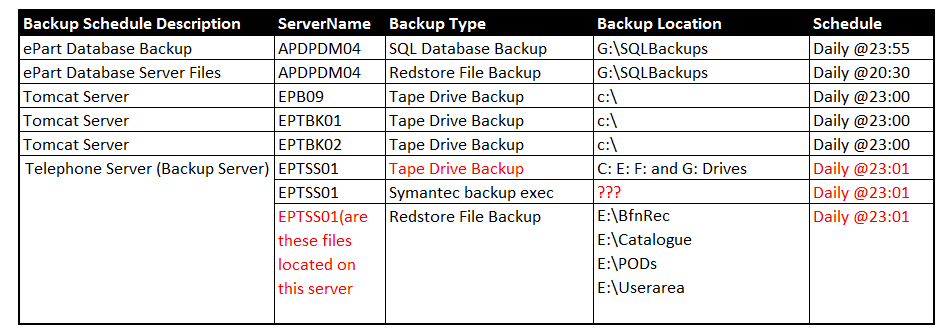 Backup Schedule Description ServerName Backup Type Backup Location Schedule
ePart Database Backup APDPDM04 SQL Database Backup G:\SQLBackups Daily @23:55
ePart Database Server Files APDPDM04 Redstore File Backup G:\SQLBackups Daily @20:30
Tomcat Server EPB09 Tape Drive Backup c:\ Daily @23:00
Tomcat Server EPTBK01 Tape Drive Backup c:\ Daily @23:00
Tomcat Server EPTBK02 Tape Drive Backup c:\ Daily @23:00
Telephone Server (Backup Server) EPTSS01 Tape Drive Backup C: E: F: and G: Drives Daily @23:01
EPTSS01 Symantec backup exec ??? Daily @23:01
EPTSS01(are Redstore File Backup E:\BfnRec Daily @23:01
these files E:\Catalogue
located on E:\PODs
this server E:\Userarea